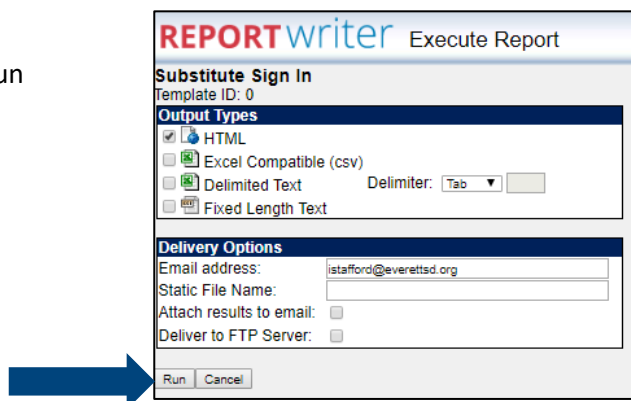 un
REPORT writer Execute Report
Substitute Sign In
Template ID: 0
Output Types
HTML
Excel Compatible (csv)
Delimited Text Delimiter: Tab
Fixed Length Text
Delivery Options
Email address: istafford@everettsd.org
Static File Name:
Attach results to email:
Deliver to FTP Server:
Run Cancel